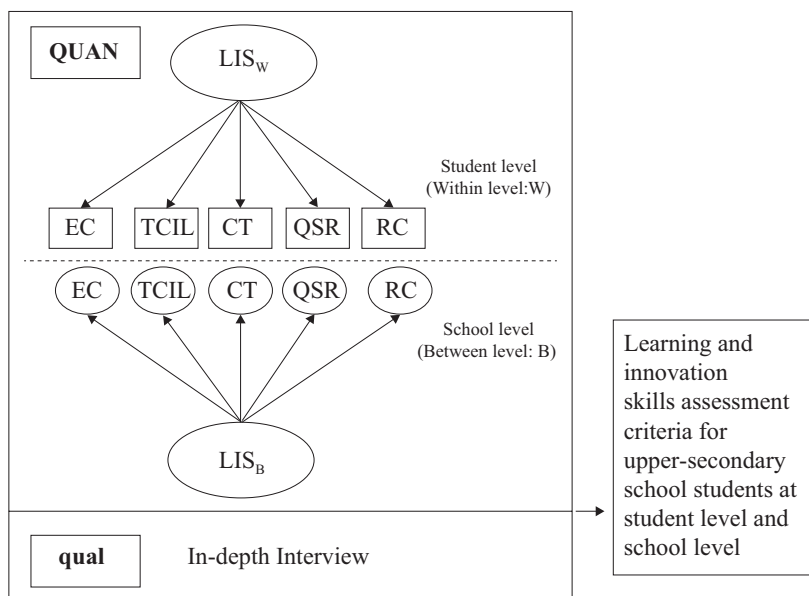 QUAN
LIS_W
Student level
(Within level:W)
EC TCIL CT QSR RC
EC TCIL CT QSR RC
School level
(Between level: B)
LIS_B
qual In-depth Interview
Learning and
innovation
skills assessment
criteria for
upper-secondary
school students at
student level and
school level